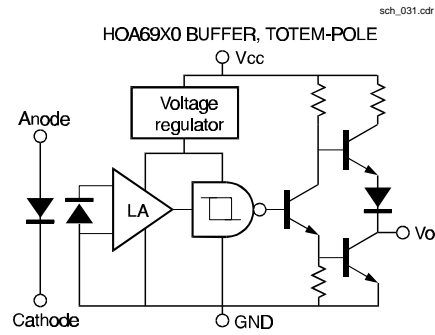 sch_031.cdr
HOA69X0 BUFFER, TOTEM-POLE
Vcc
Voltage
regulator
Anode
LA
Vo
Cathode
GND